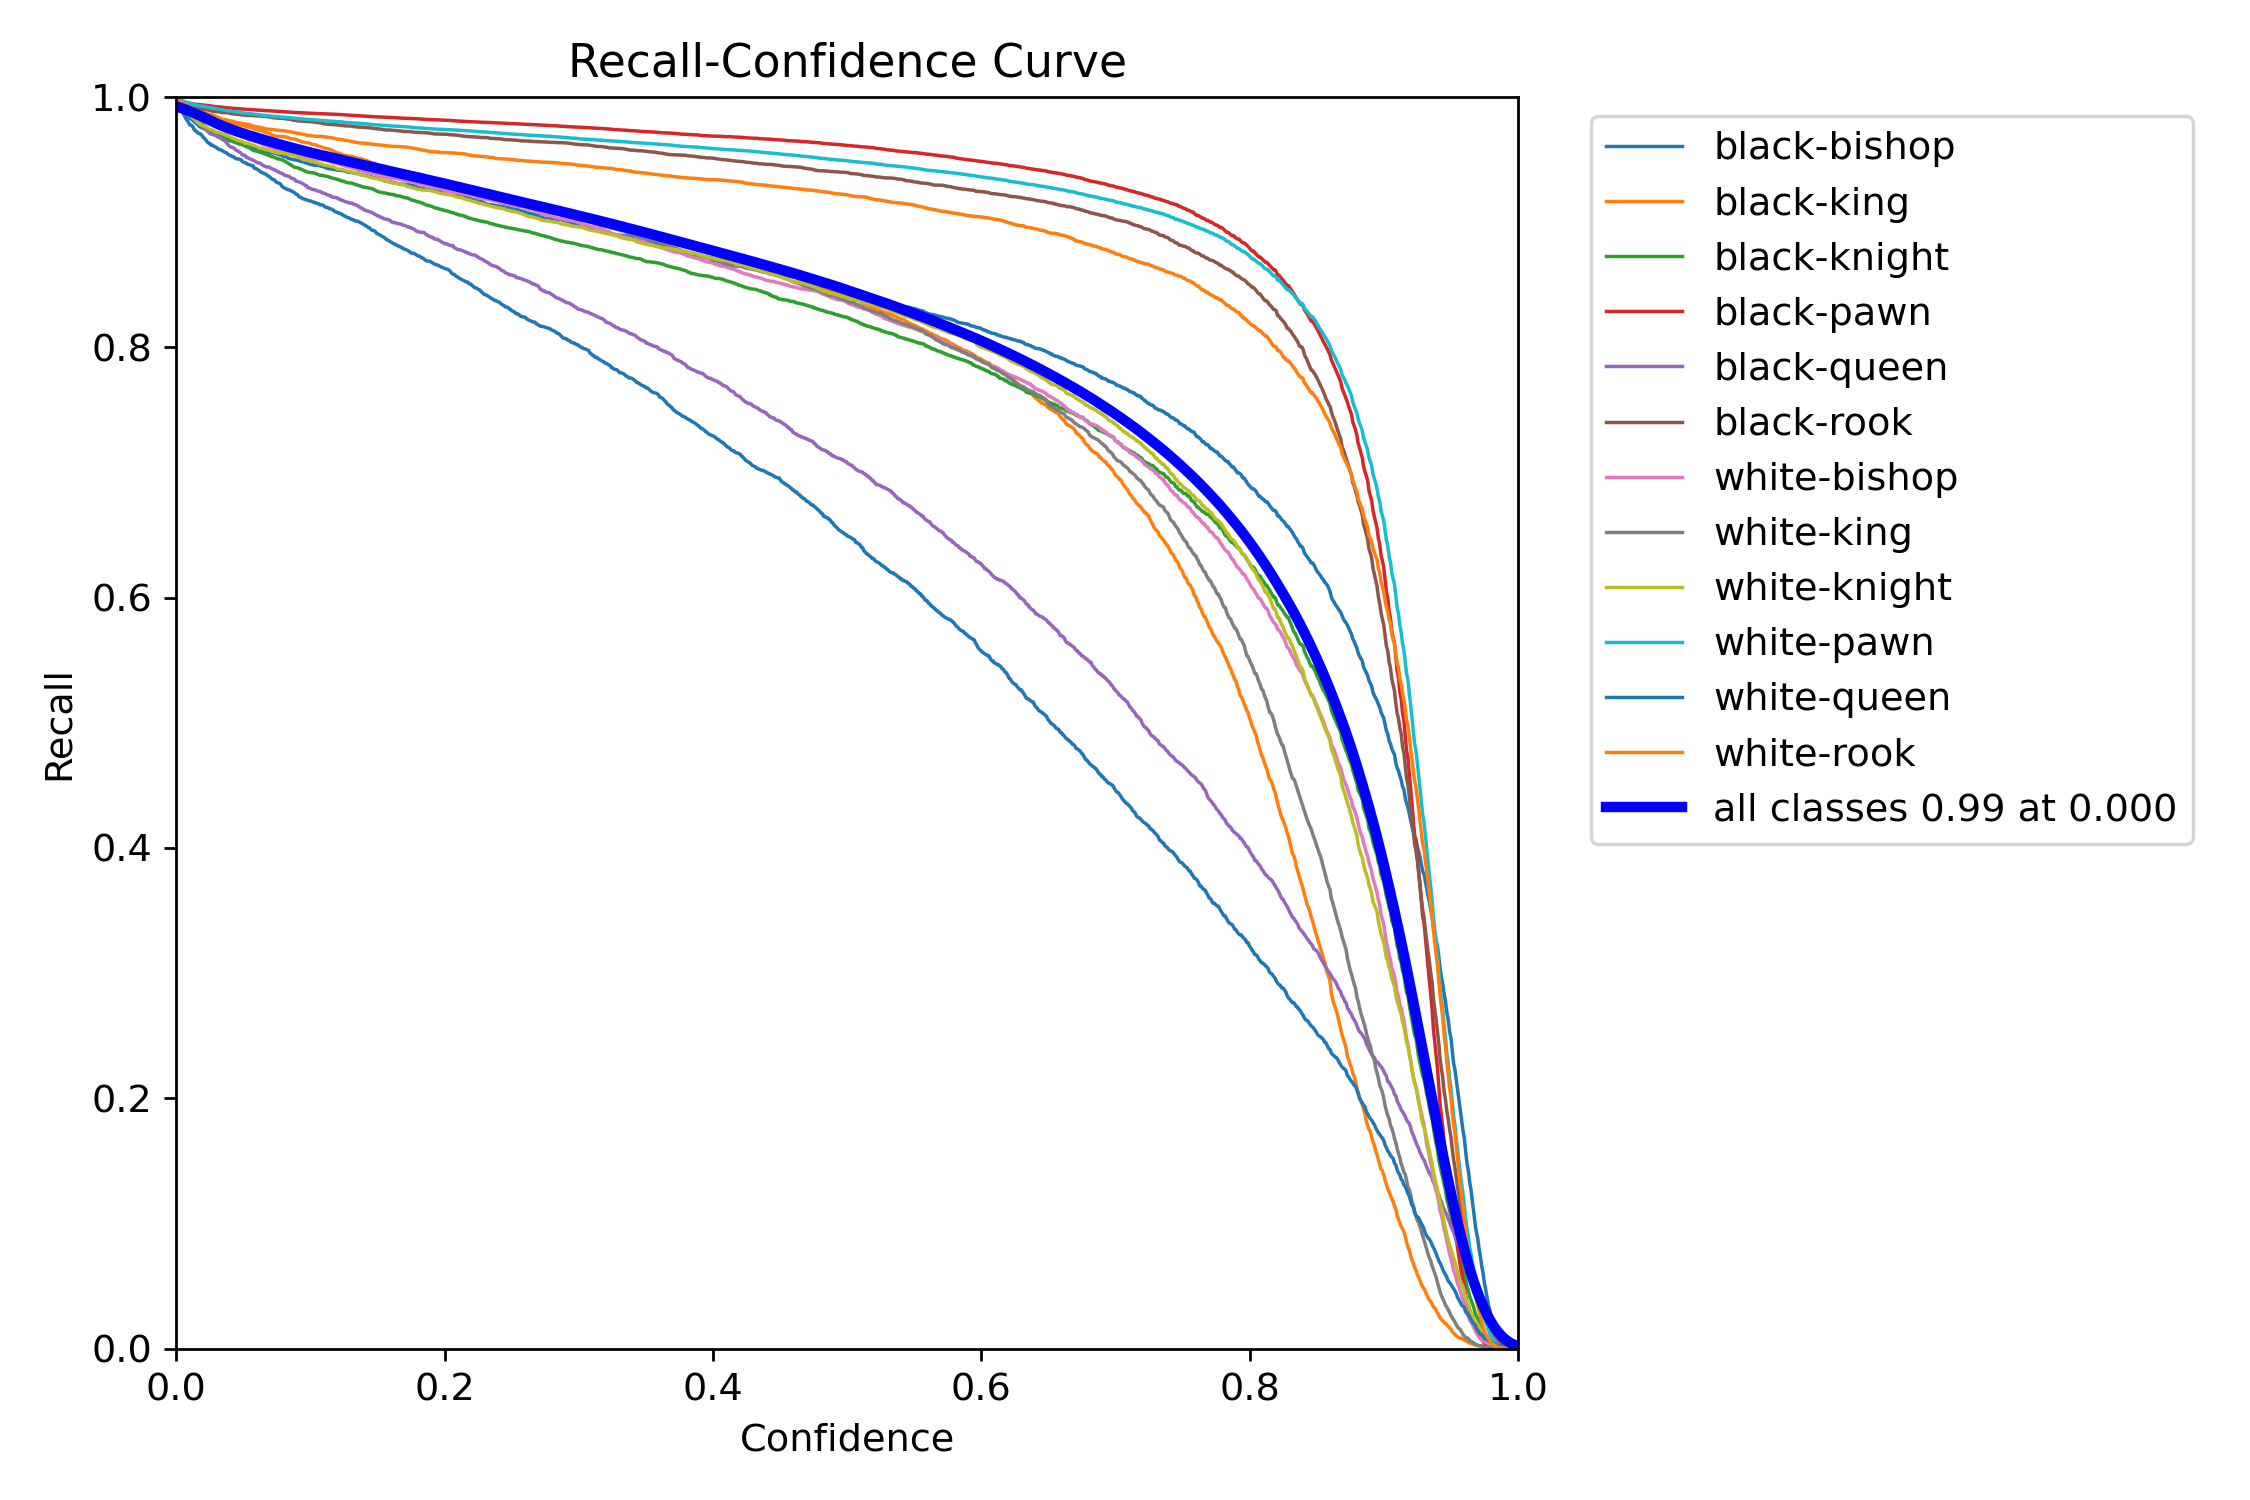 Recall-Confidence Curve
1.0
0.8
0.6
0.4
0.2
0.0
Recall
0.0 0.2 0.4 0.6 0.8 1.0
Confidence
black-bishop
black-king
black-knight
black-pawn
black-queen
black-rook
white-bishop
white-king
white-knight
white-pawn
white-queen
white-rook
all classes 0.99 at 0.000